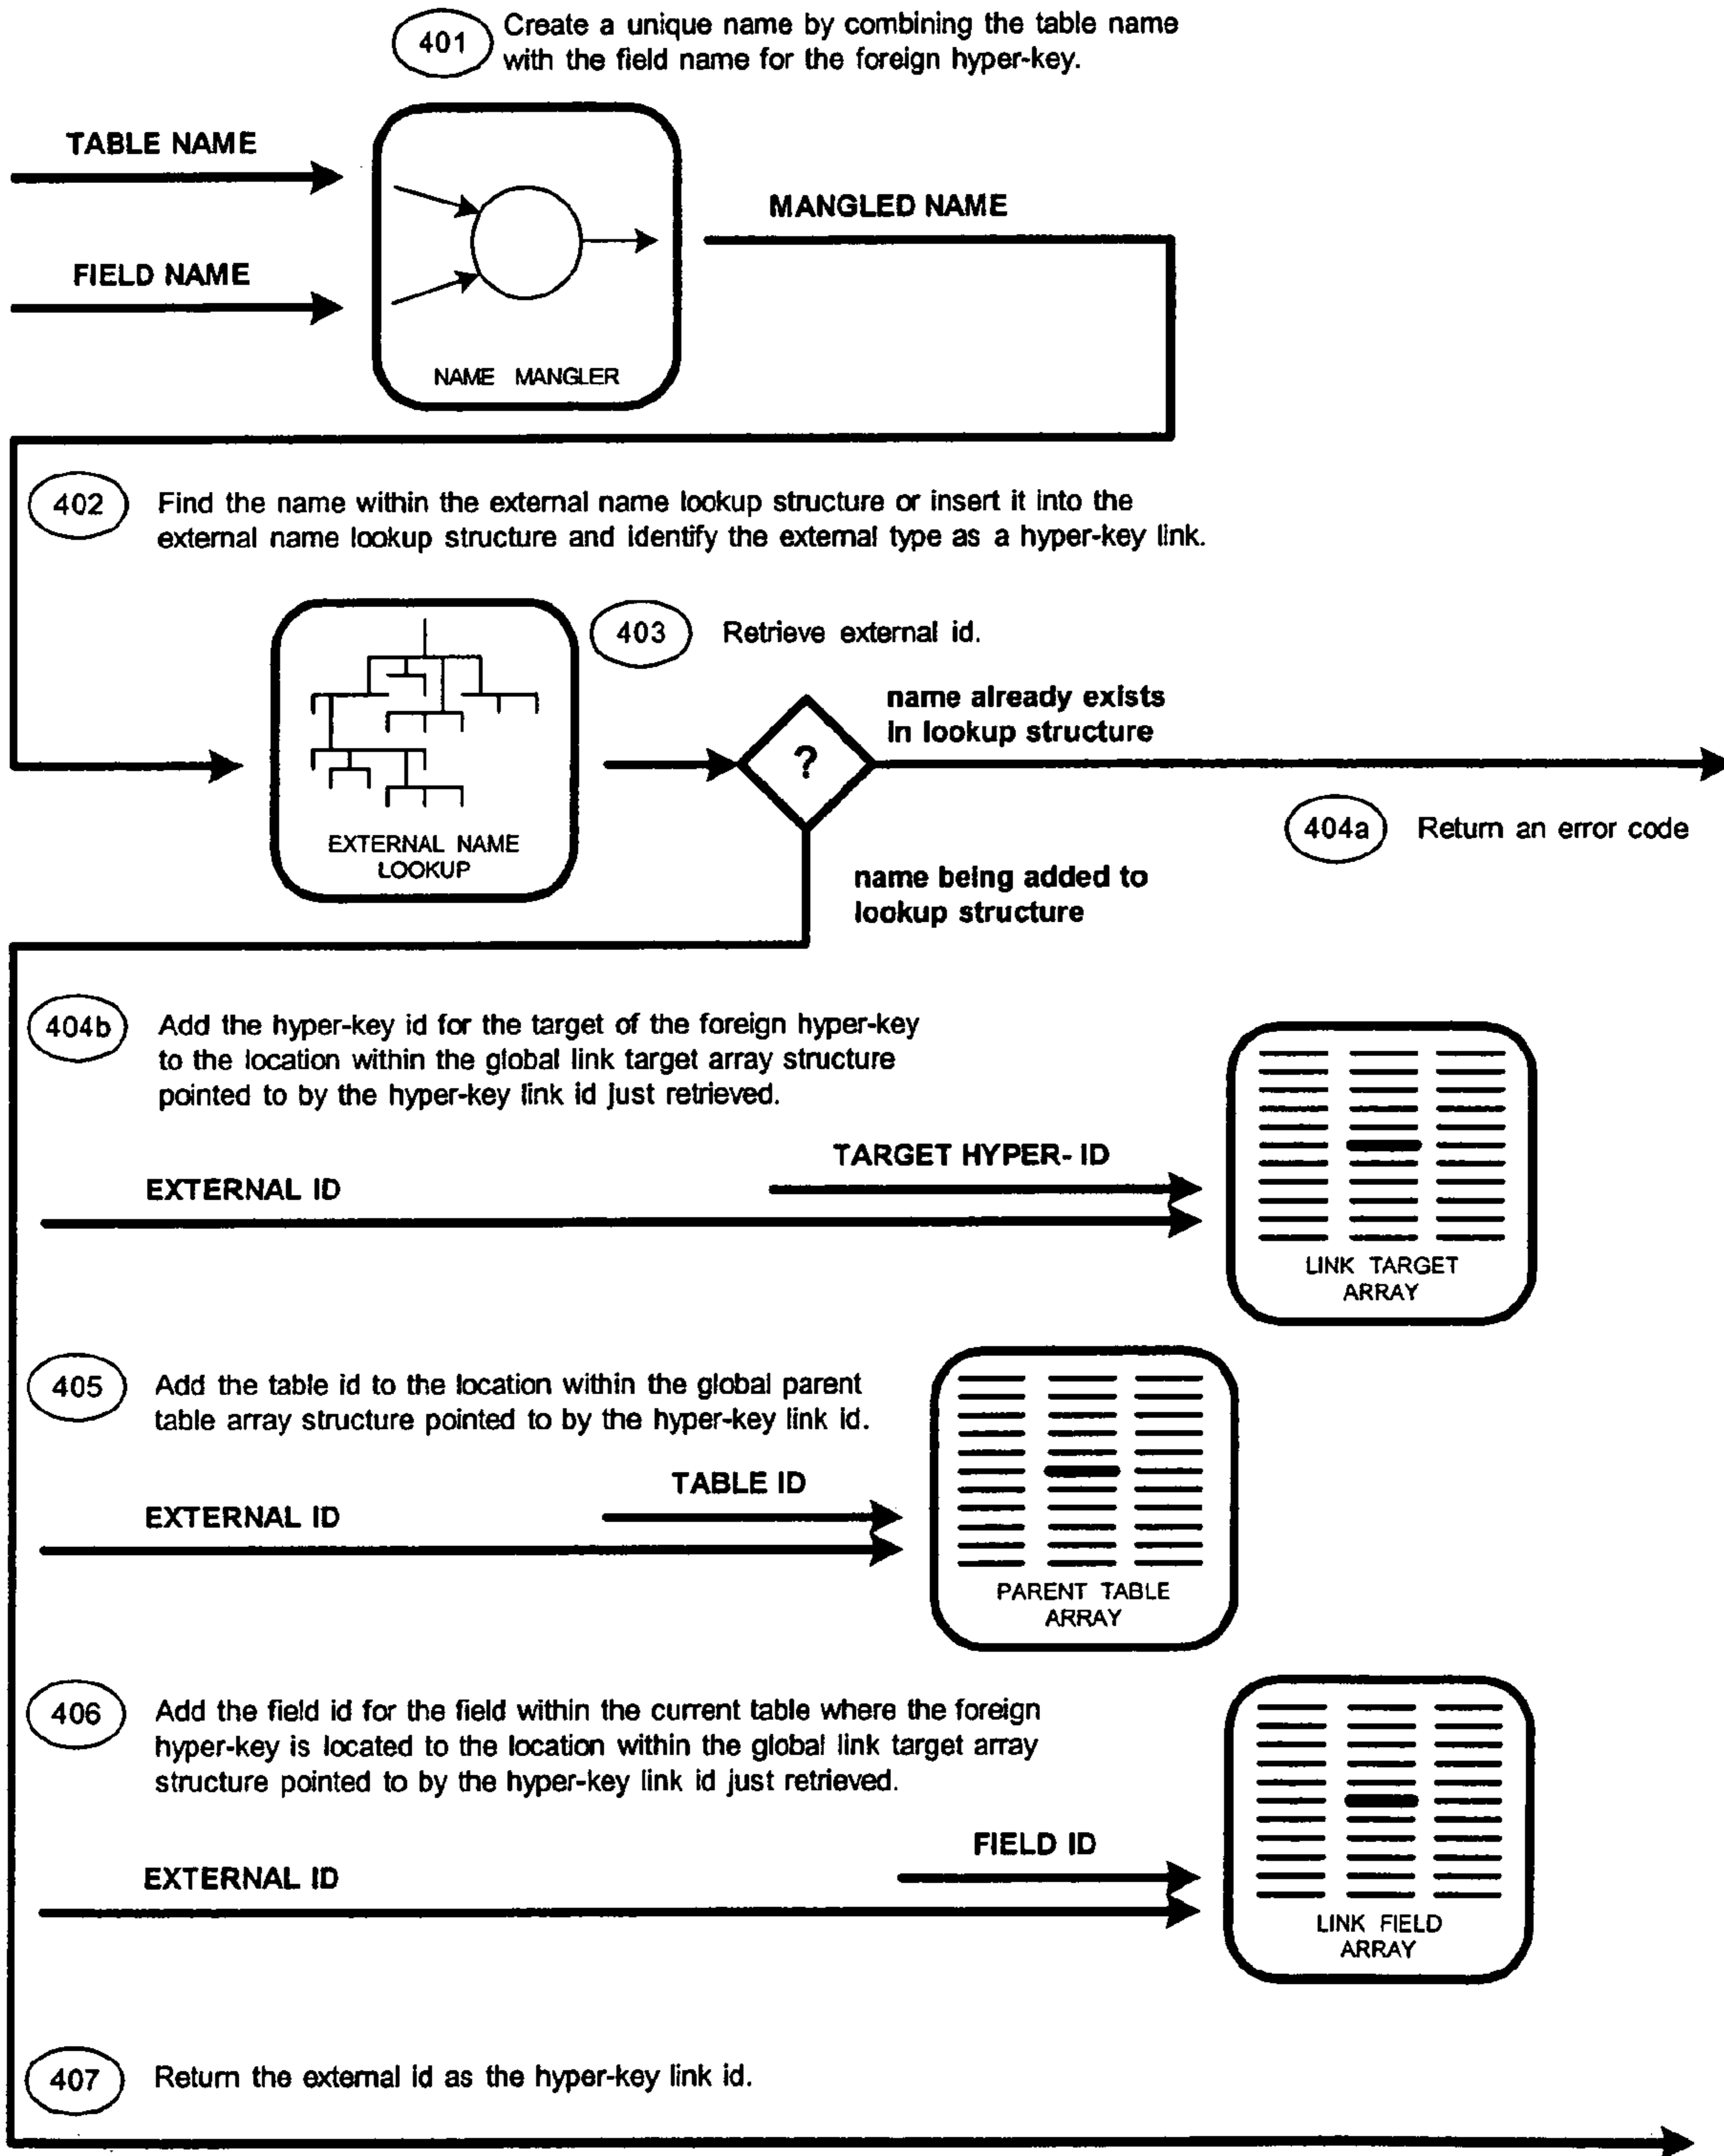 401
Create a unique name by combining the table name
with the field name for the foreign hyper-key.
TABLE NAME
FIELD NAME
NAME MANGLER
MANGLED NAME
402
Find the name within the external name lookup structure or insert it into the
external name lookup structure and identify the external type as a hyper-key link.
403
Retrieve external id.
EXTERNAL NAME
LOOKUP
?
name already exists
in lookup structure
404a
Return an error code
name being added to
lookup structure
404b
Add the hyper-key id for the target of the foreign hyper-key
to the location within the global link target array structure
pointed to by the hyper-key link id just retrieved.
TARGET HYPER- ID
EXTERNAL ID
LINK TARGET
ARRAY
405
Add the table id to the location within the global parent
table array structure pointed to by the hyper-key link id.
TABLE ID
EXTERNAL ID
PARENT TABLE
ARRAY
406
Add the field id for the field within the current table where the foreign
hyper-key is located to the location within the global link target array
structure pointed to by the hyper-key link id just retrieved.
FIELD ID
EXTERNAL ID
LINK FIELD
ARRAY
407
Return the external id as the hyper-key link id.